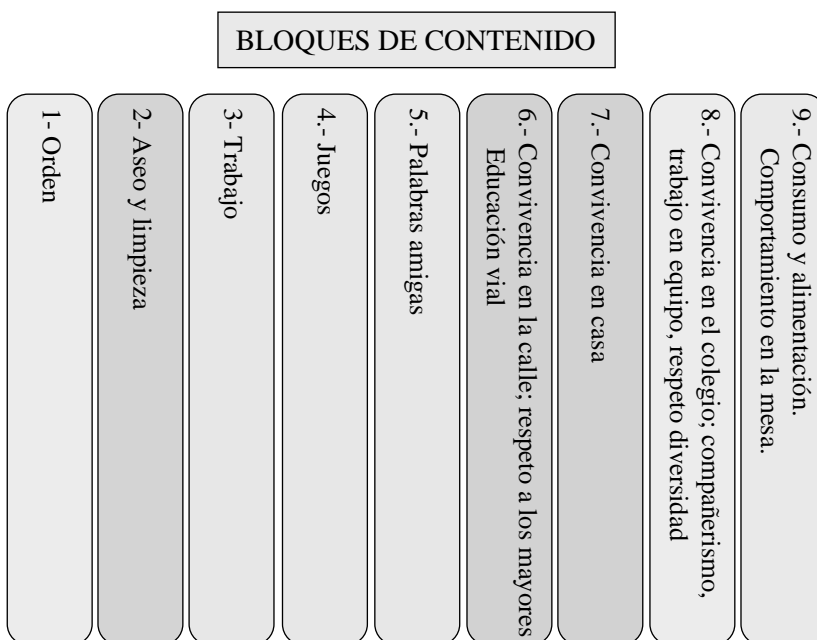 BLOQUES DE CONTENIDO
1- Orden
2- Aseo y limpieza
3- Trabajo
4.- Juegos
5.- Palabras amigas
6.- Convivencia en la calle; respeto a los mayores
Educación vial
7.- Convivencia en casa
8.- Convivencia en el colegio; compañerismo,
trabajo en equipo, respeto diversidad
9.- Consumo y alimentación.
Comportamiento en la mesa.